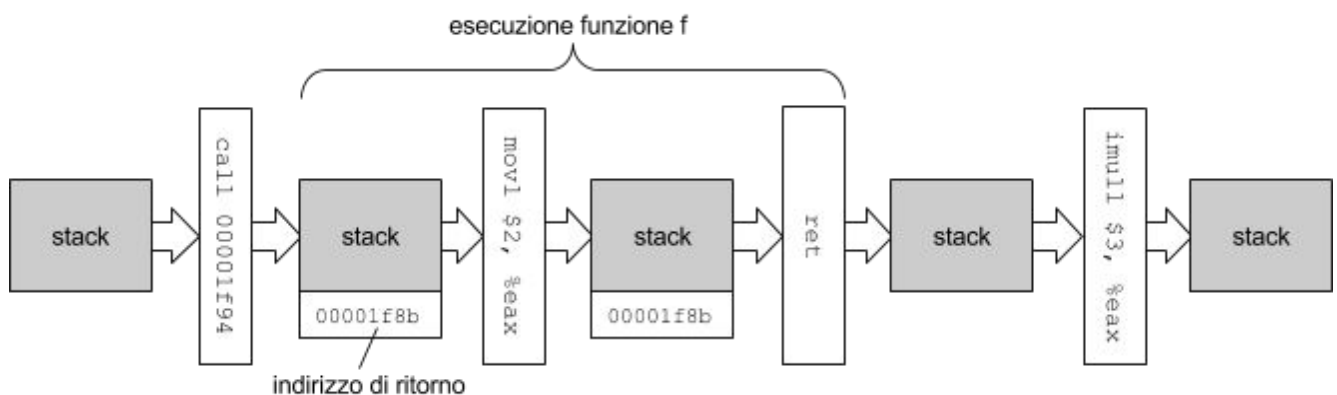 esecuzione funzione f
stack
call 00001f94
stack
00001f8b
indirizzo di ritorno
movl $2, %eax
stack
00001f8b
ret
stack
imull $3, %eax
stack